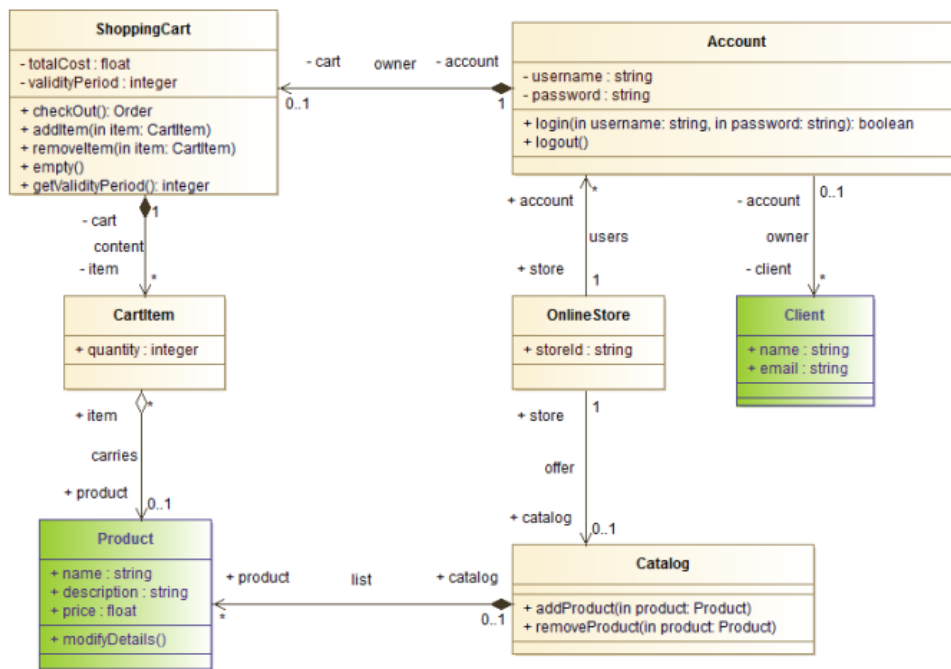 ShoppingCart
- totalCost : float
- validityPeriod : integer
+ checkOut(): Order
+ addItem(in item: CartItem)
+ removeItem(in item: CartItem)
+ empty()
+ getValidityPeriod(): integer
- cart owner - account
0..1 1
Account
- username : string
- password : string
+ login(in username: string, in password: string): boolean
+ logout()
1
- cart
content
- item
*
*
+ account
users
+ store
1
0..1
- account
owner
- client
*
CartItem
+ quantity : integer
OnlineStore
+ storeId : string
Client
+ name : string
+ email : string
*
+ item
carries
+ product
0..1
1
+ store
offer
+ catalog
0..1
Product
+ name : string
+ description : string
+ price : float
+ modifyDetails()
+ product list + catalog
* 0..1
Catalog
+ addProduct(in product: Product)
+ removeProduct(in product: Product)